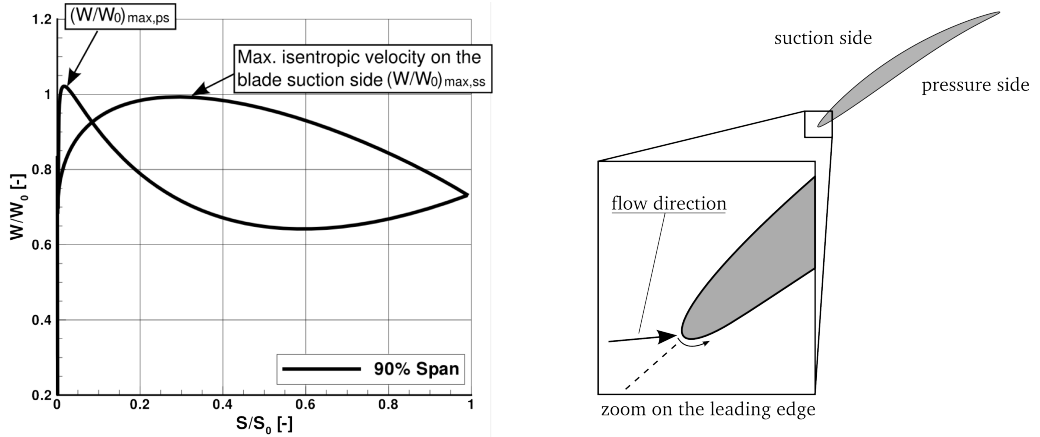 (W/W₀)max,ps
Max. isentropic velocity on the
blade suction side (W/W₀)max,ss
1.2
1
0.8
0.6
0.4
0.2
W/W₀ [-]
90% Span
0
0.2
0.4
0.6
0.8
1
S/S₀ [-]
suction side
pressure side
flow direction
zoom on the leading edge